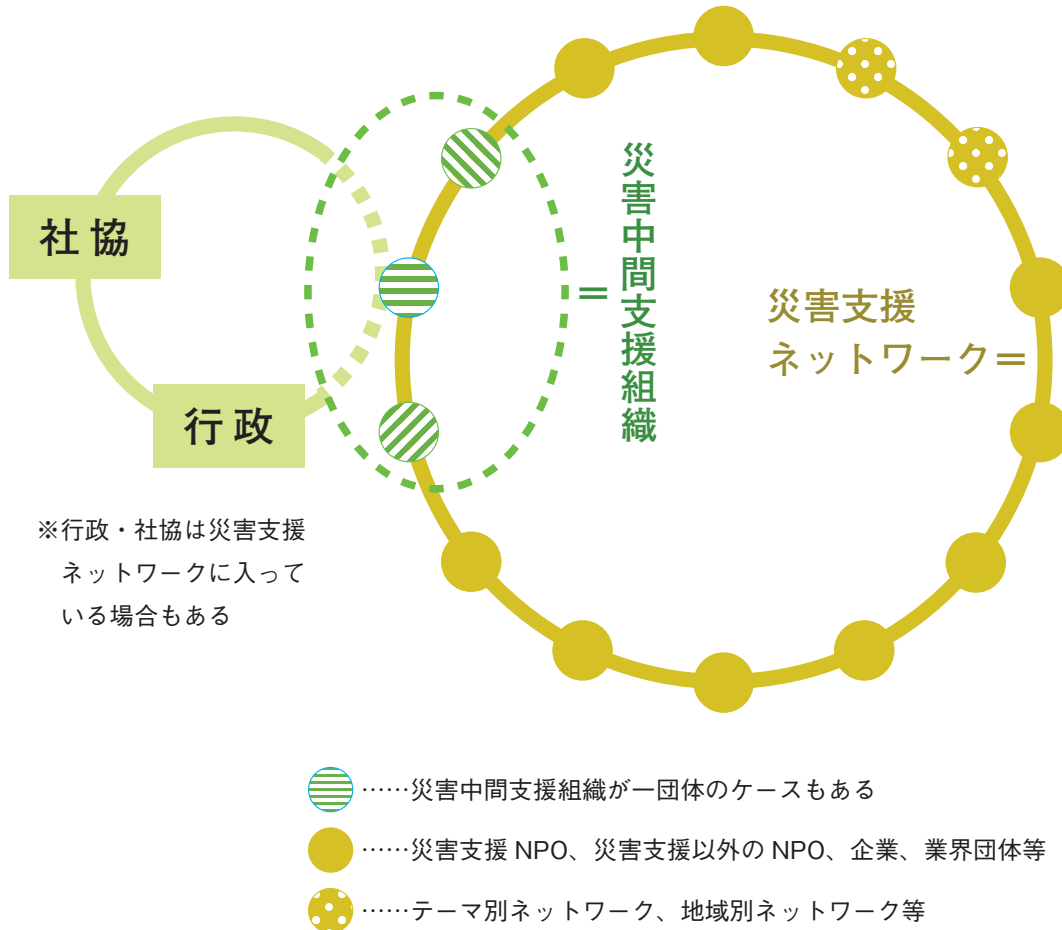 社協
行政
※行政・社協は災害支援
ネットワークに入って
いる場合もある
=災害中間支援組織
災害支援
ネットワーク=
……災害中間支援組織が一団体のケースもある
……災害支援 NPO、災害支援以外の NPO、企業、業界団体等
……テーマ別ネットワーク、地域別ネットワーク等